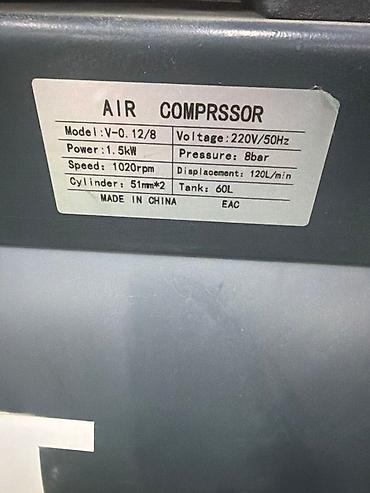 AIR COMPRSSOR
Model:V-0.12/8 Voltage:220V/50Hz
Power:1.5kW Pressure: 8bar
Speed: 1020rpm Displacement: 120L/min
Cylinder: 51mm*2 Tank: 60L
MADE IN CHINA EAC